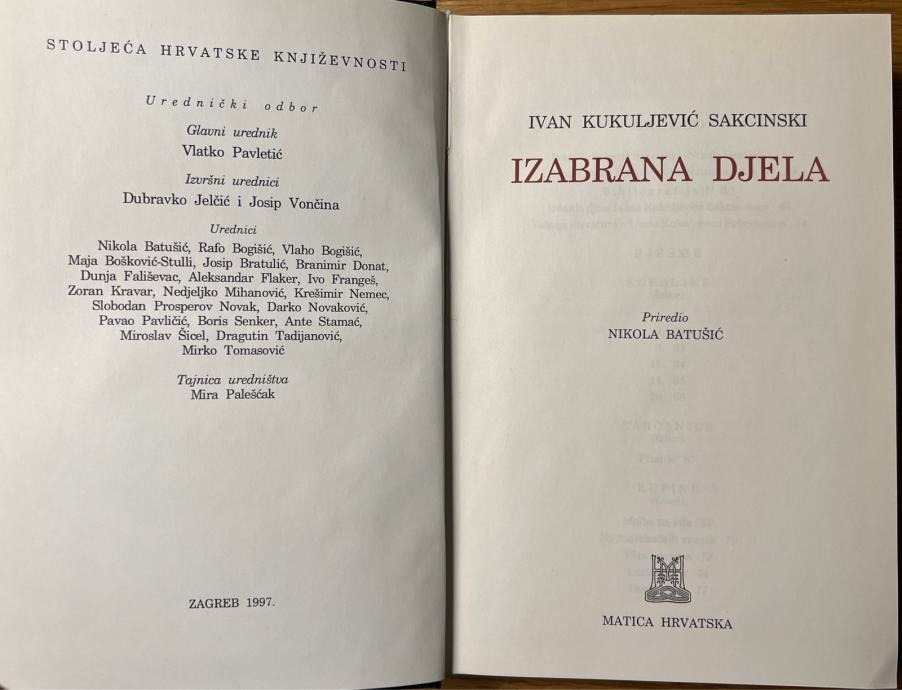 STOLJEĆA HRVATSKE KNJIŽEVNOSTI
Urednički odbor
Glavni urednik
Vlatko Pavletić
Izvršni urednici
Dubravko Jelčić i Josip Vončina
Urednici
Nikola Batušić, Rafo Bogišić, Vlaho Bogišić,
Maja Bošković-Stulli, Josip Bratulić, Branimir Donat,
Dunja Fališevac, Aleksandar Flaker, Ivo Frangeš,
Zoran Kravar, Nedjeljko Mihanović, Krešimir Nemec,
Slobodan Prosperov Novak, Darko Novaković,
Pavao Pavličić, Boris Senker, Ante Stamać,
Miroslav Šicel, Dragutin Tadijanović,
Mirko Tomasović
Tajnica uredništva
Mira Palešćak
ZAGREB 1997.
IVAN KUKULJEVIĆ SAKCINSKI
IZABRANA DJELA
Priredio
NIKOLA BATUŠIĆ
MATICA HRVATSKA